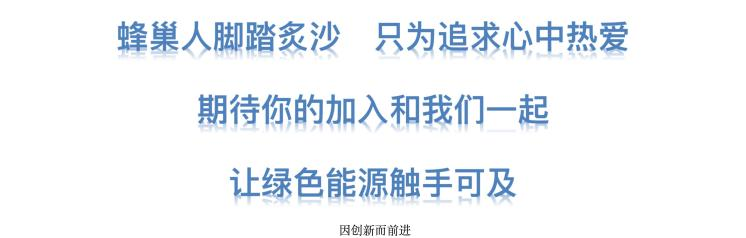 蜂巢人脚踏炙沙　只为追求心中热爱
期待你的加入和我们一起
让绿色能源触手可及
因创新而前进